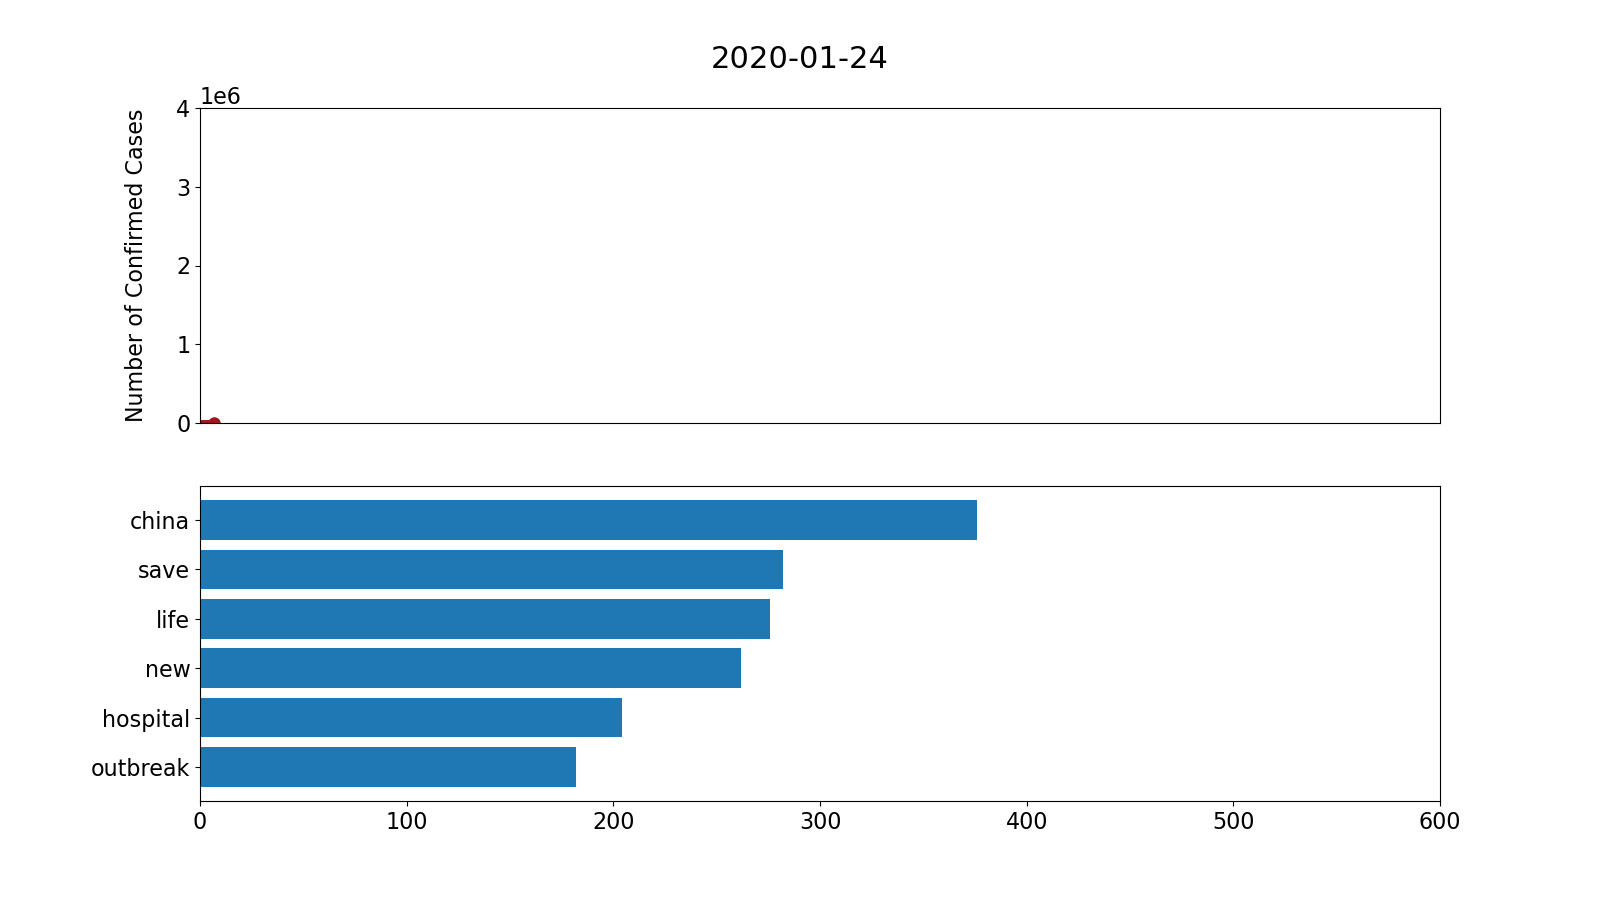 2020-01-24
1e6
4
3
2
1
0
Number of Confirmed Cases
china
save
life
new
hospital
outbreak
0 100 200 300 400 500 600